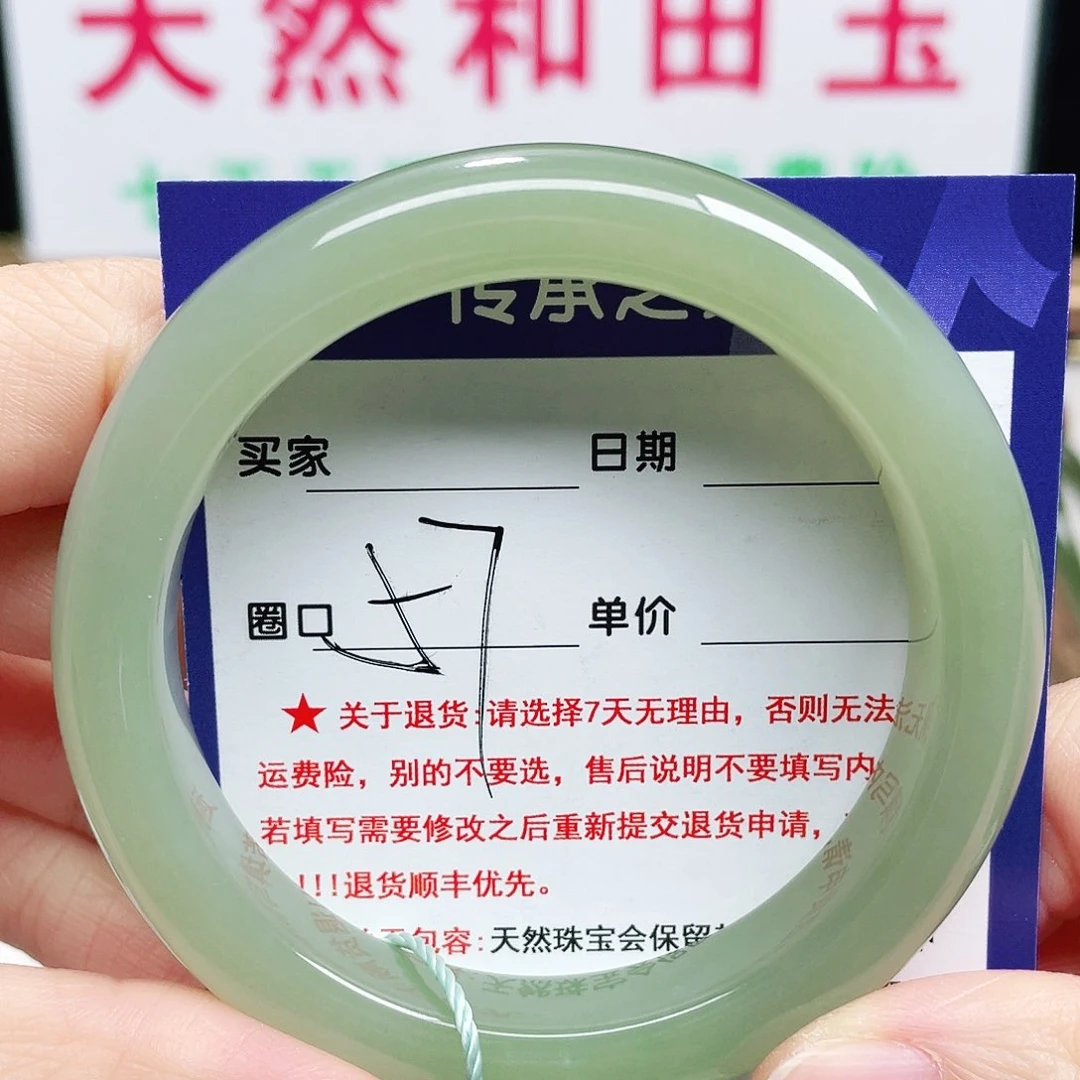 天然和田玉
传承之
买家 日期
圈口 单价
★关于退货:请选择7天无理由，否则无法
运费险，别的不要选，售后说明不要填写内
若填写需要修改之后重新提交退货申请，
!!!退货顺丰优先。
包容:天然珠宝会保留